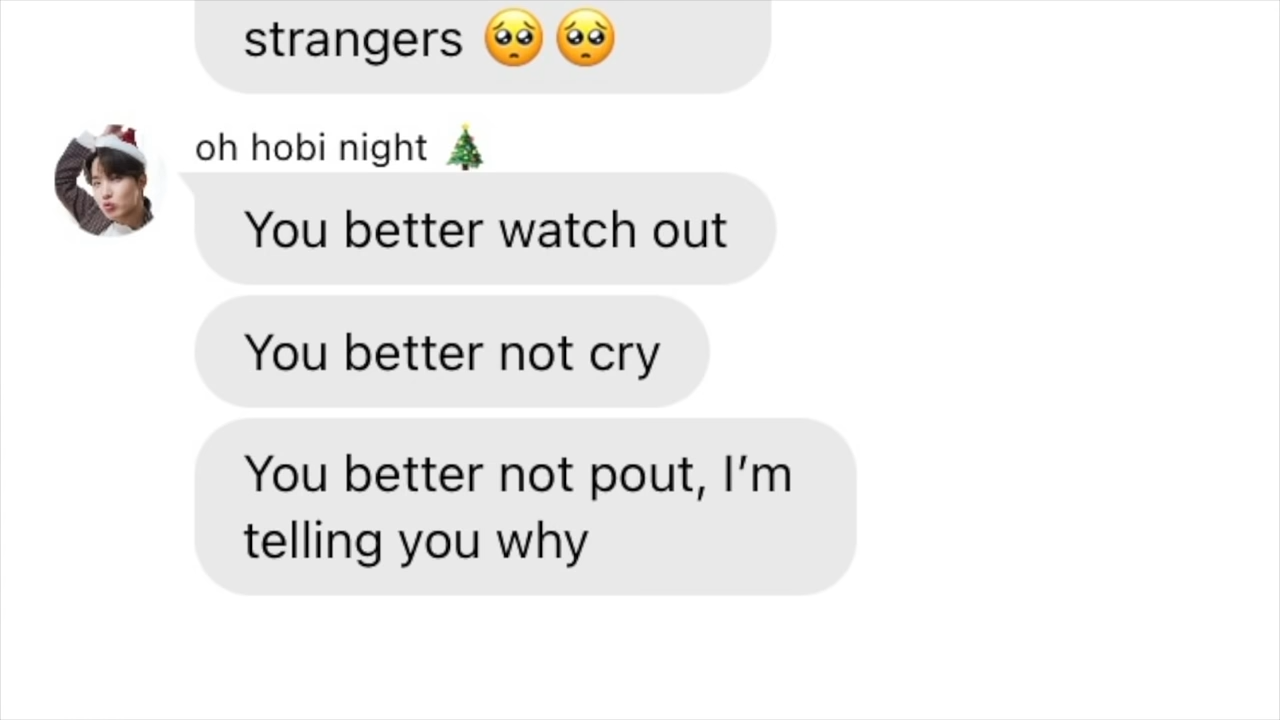 strangers 🥺🥺
oh hobi night 🎄
You better watch out
You better not cry
You better not pout, I’m
telling you why